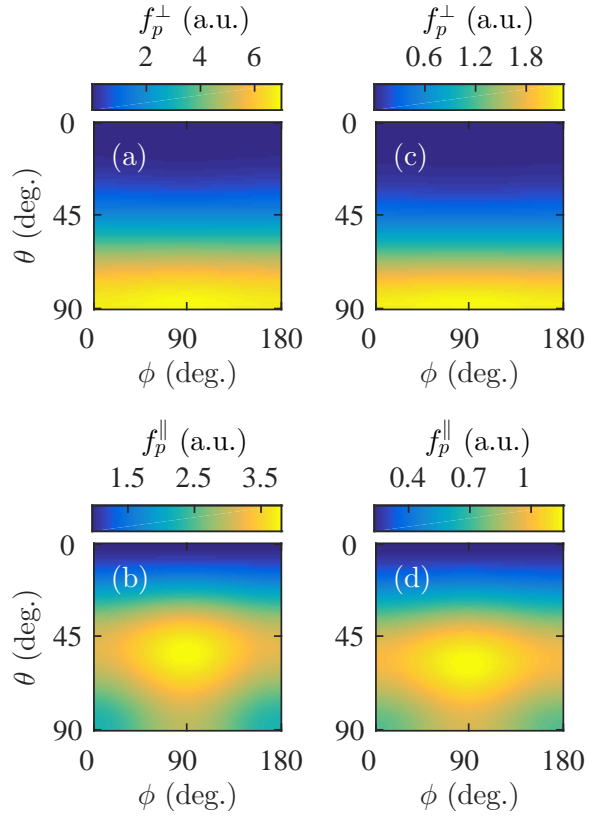 f_p^⊥ (a.u.)
2 4 6
(a)
0
45
90
θ (deg.)
0 90 180
ϕ (deg.)
f_p^⊥ (a.u.)
0.6 1.2 1.8
(c)
0
45
90
0 90 180
ϕ (deg.)
f_p^∥ (a.u.)
1.5 2.5 3.5
(b)
0
45
90
θ (deg.)
0 90 180
ϕ (deg.)
f_p^∥ (a.u.)
0.4 0.7 1
(d)
0
45
90
0 90 180
ϕ (deg.)